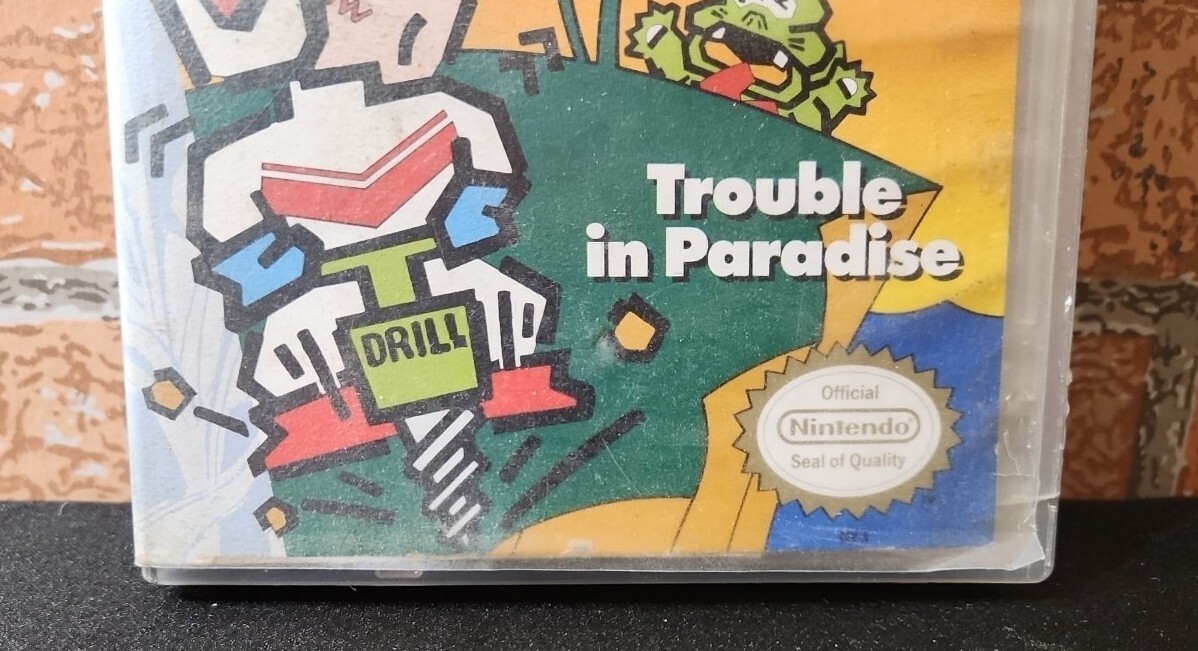 Trouble
in Paradise
DRILL
Official
Nintendo®
Seal of Quality